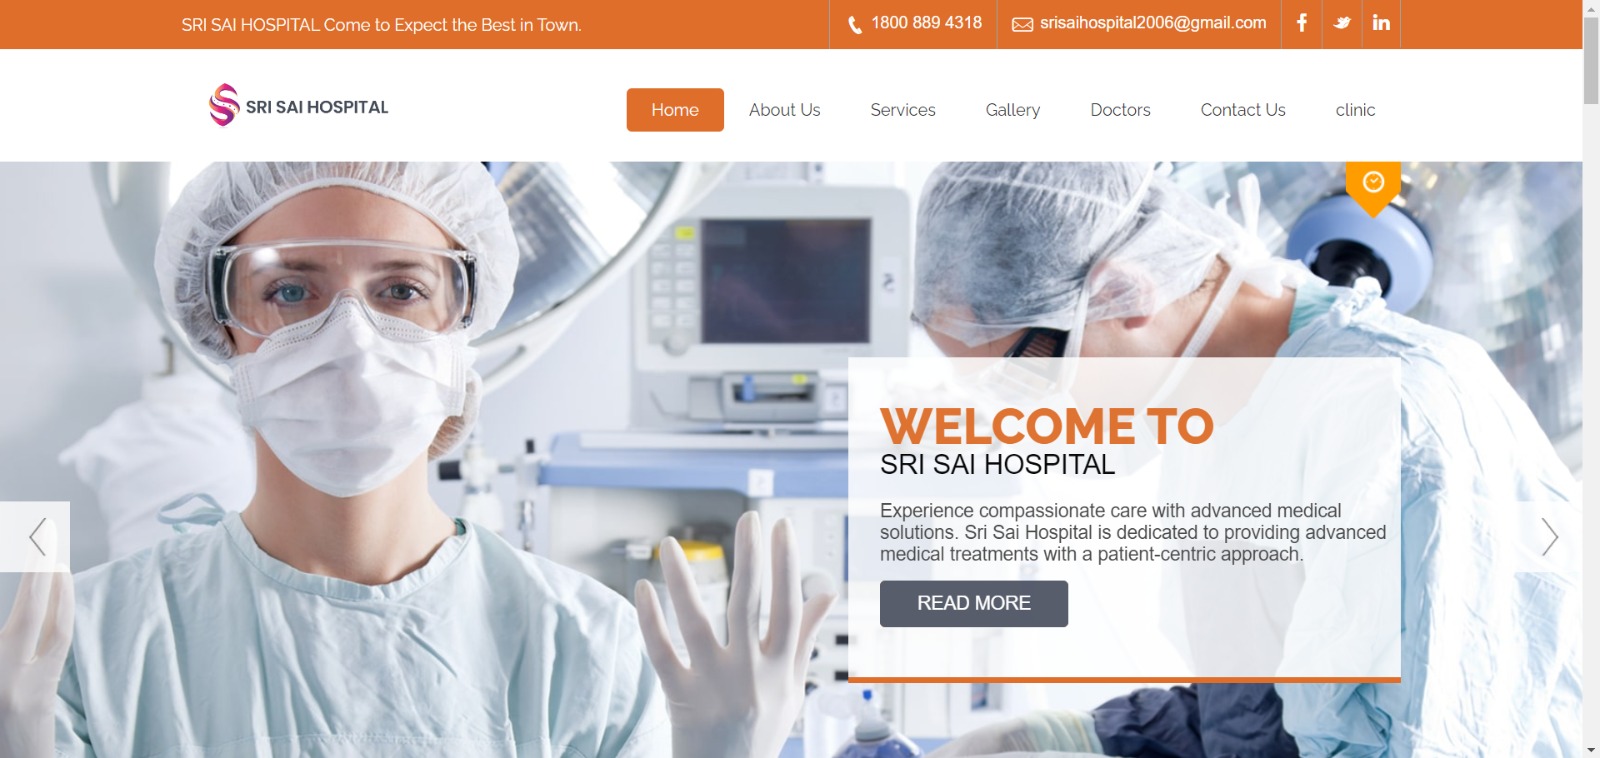 SRI SAI HOSPITAL Come to Expect the Best in Town.
1800 889 4318
srisaihospital2006@gmail.com
SRI SAI HOSPITAL
Home
About Us
Services
Gallery
Doctors
Contact Us
clinic
WELCOME TO
SRI SAI HOSPITAL
Experience compassionate care with advanced medical
solutions. Sri Sai Hospital is dedicated to providing advanced
medical treatments with a patient-centric approach.
READ MORE